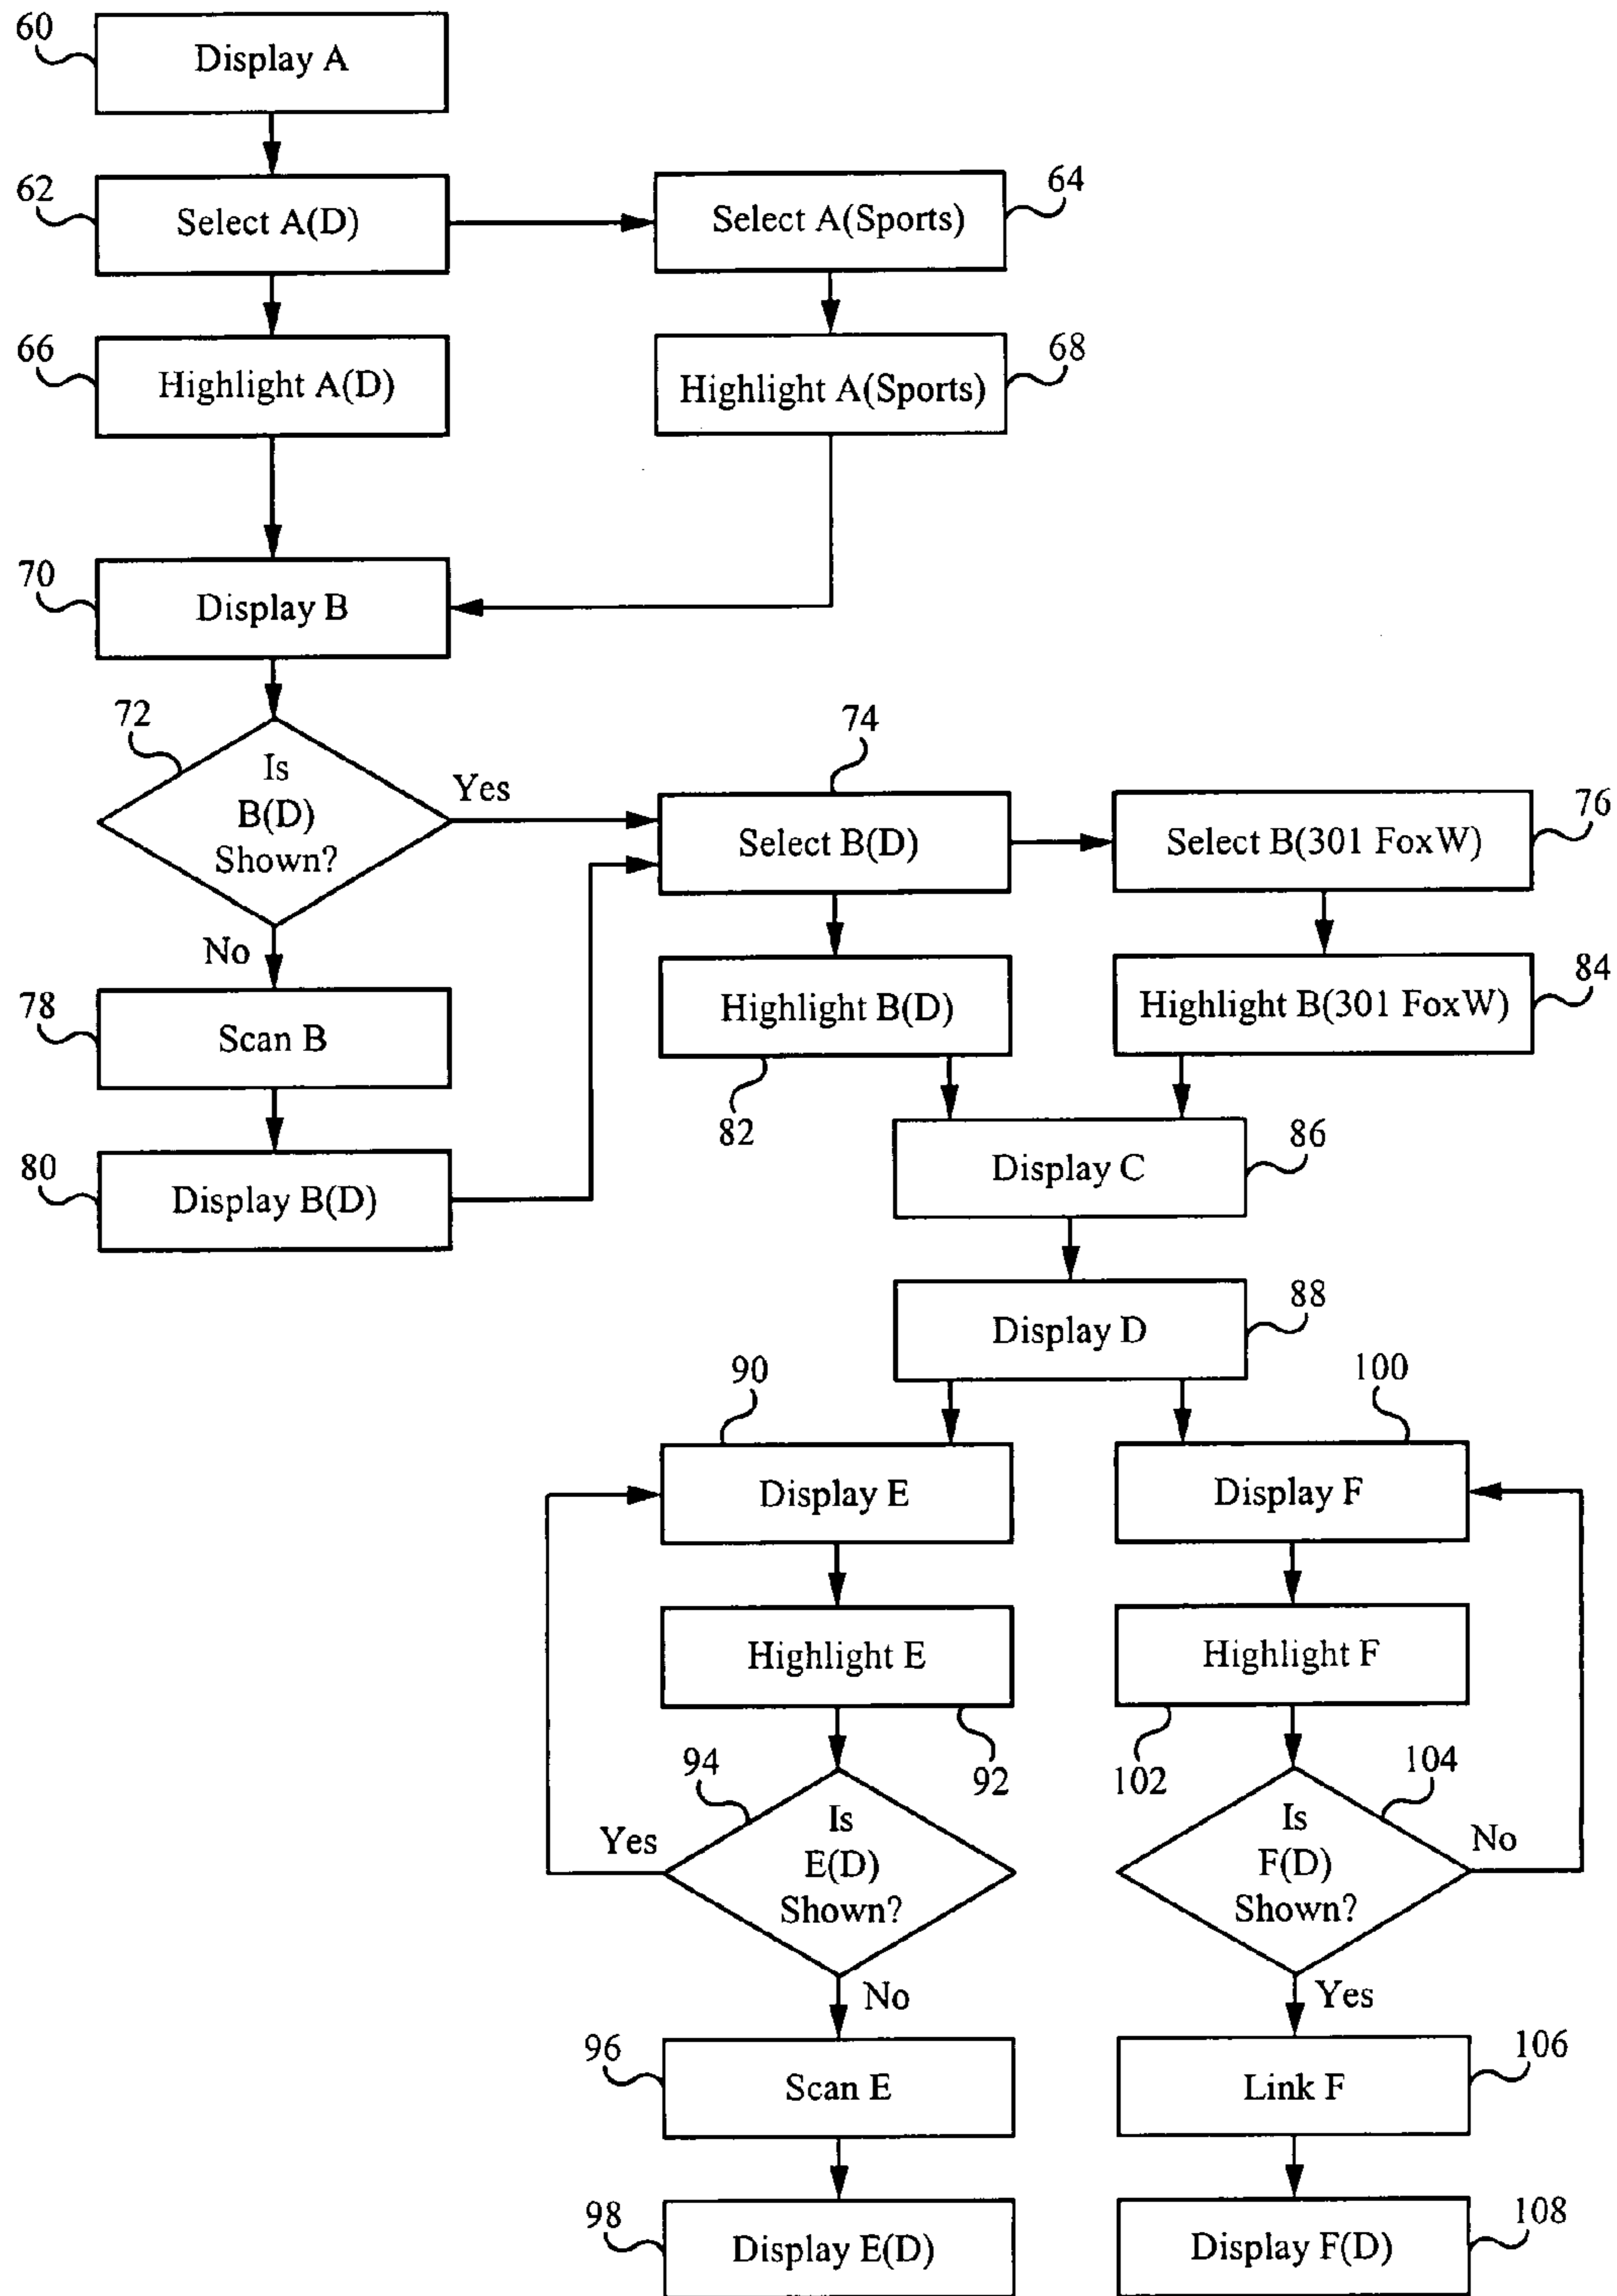 60
Display A
62
Select A(D)
64
Select A(Sports)
66
Highlight A(D)
68
Highlight A(Sports)
70
Display B
72
Is
B(D)
Shown?
Yes
No
74
Select B(D)
76
Select B(301 FoxW)
78
Scan B
80
Display B(D)
82
Highlight B(D)
84
Highlight B(301 FoxW)
86
Display C
88
Display D
90
Display E
92
Highlight E
94
Is
E(D)
Shown?
Yes
No
96
Scan E
98
Display E(D)
100
Display F
102
Highlight F
104
Is
F(D)
Shown?
No
Yes
106
Link F
108
Display F(D)